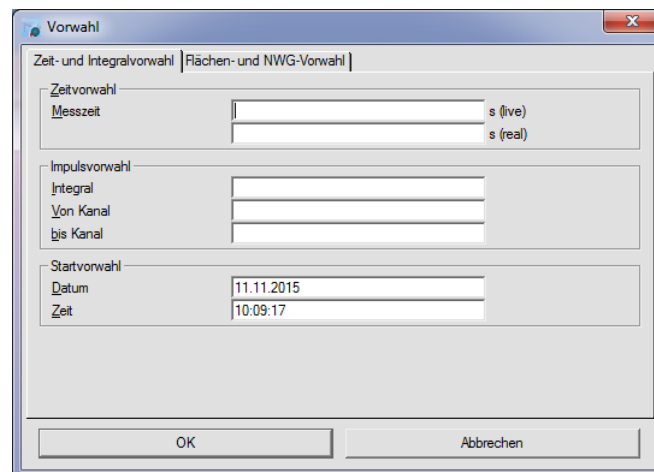 Vorwahl
Zeit- und Integralvorwahl Flächen- und NWG-Vorwahl
Zeitvorwahl
Messzeit s (live)
s (real)
Impulsvorwahl
Integral
Von Kanal
bis Kanal
Startvorwahl
Datum 11.11.2015
Zeit 10:09:17
OK Abbrechen